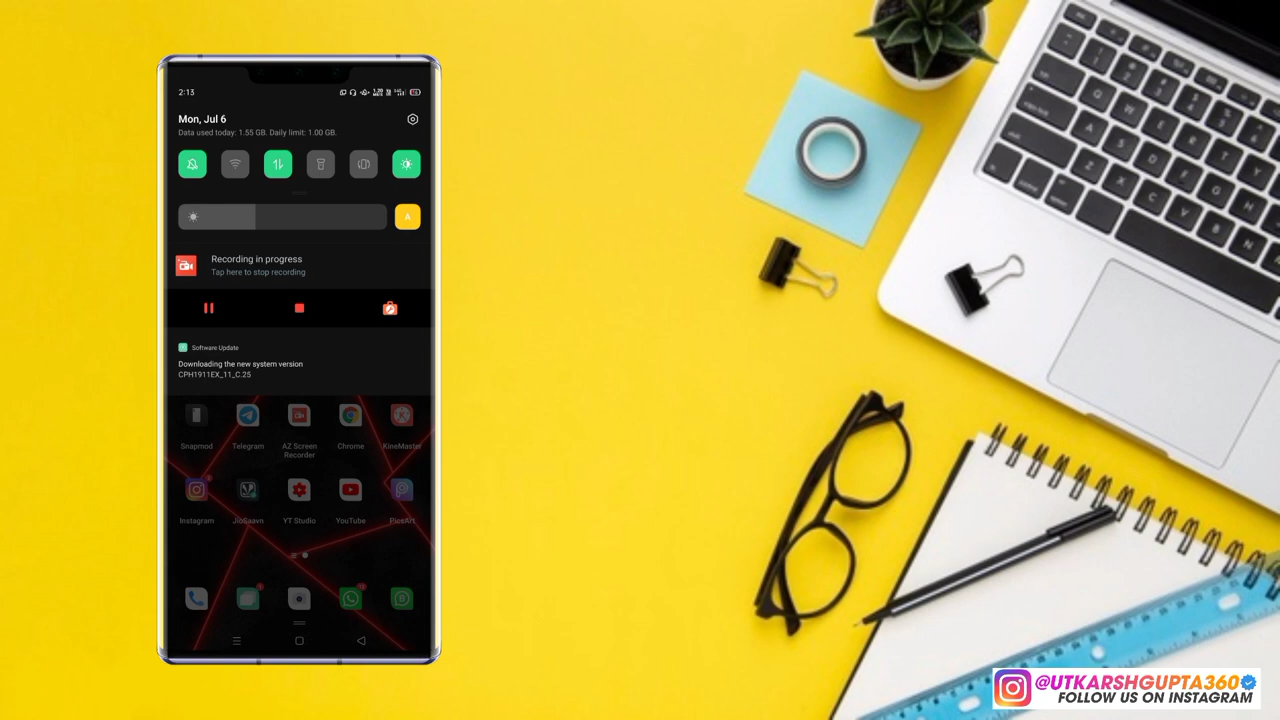 2:13
Mon, Jul 6
Data used today: 1.55 GB. Daily limit: 1.00 GB.
A
Recording in progress
Tap here to stop recording
Software Update
Downloading the new system version
CPH1911EX_11_C.25
Snapmod
Telegram
AZ Screen Recorder
Chrome
KineMaster
Instagram
JioSaavn
YT Studio
YouTube
PicsArt
@UTKARSHGUPTA360
FOLLOW US ON INSTAGRAM